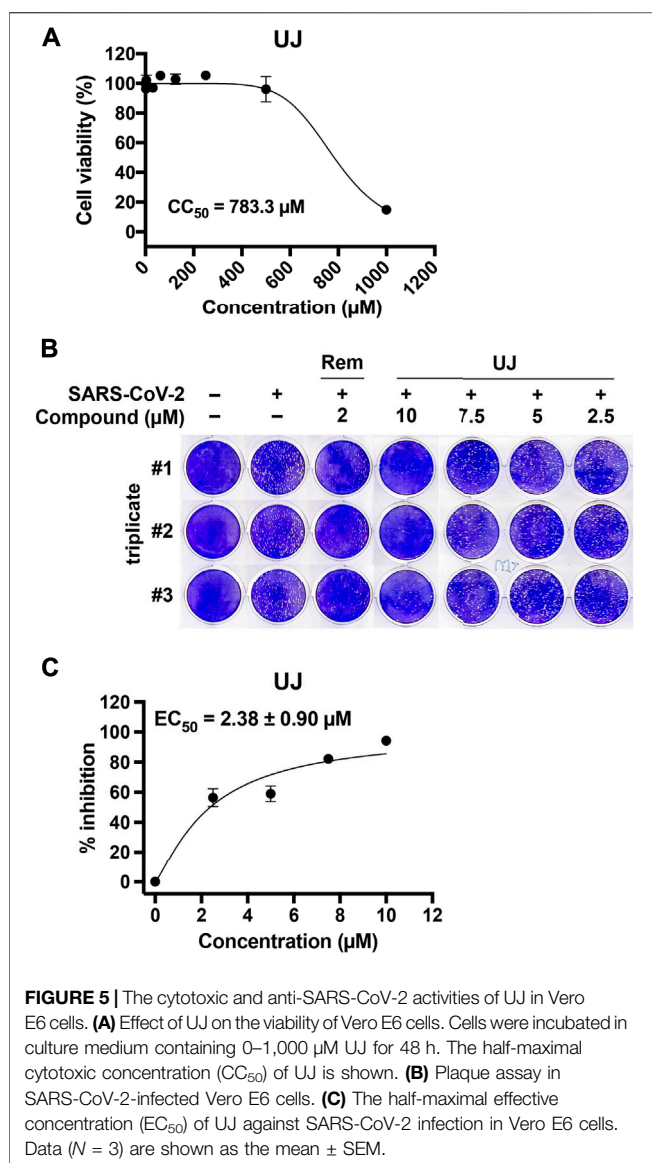 A
UJ
Cell viability (%)
120
100
80
60
40
20
0
CC50 = 783.3 µM
0 200 400 600 800 1000 1200
Concentration (µM)
B
Rem UJ
SARS-CoV-2 – + + + + + +
Compound (µM) – – 2 10 7.5 5 2.5
triplicate
#1
#2
#3
C
UJ
% inhibition
120
100
80
60
40
20
0
EC50 = 2.38 ± 0.90 µM
0 2 4 6 8 10 12
Concentration (µM)
FIGURE 5 | The cytotoxic and anti-SARS-CoV-2 activities of UJ in Vero
E6 cells. (A) Effect of UJ on the viability of Vero E6 cells. Cells were incubated in
culture medium containing 0–1,000 µM UJ for 48 h. The half-maximal
cytotoxic concentration (CC50) of UJ is shown. (B) Plaque assay in
SARS-CoV-2-infected Vero E6 cells. (C) The half-maximal effective
concentration (EC50) of UJ against SARS-CoV-2 infection in Vero E6 cells.
Data (N = 3) are shown as the mean ± SEM.